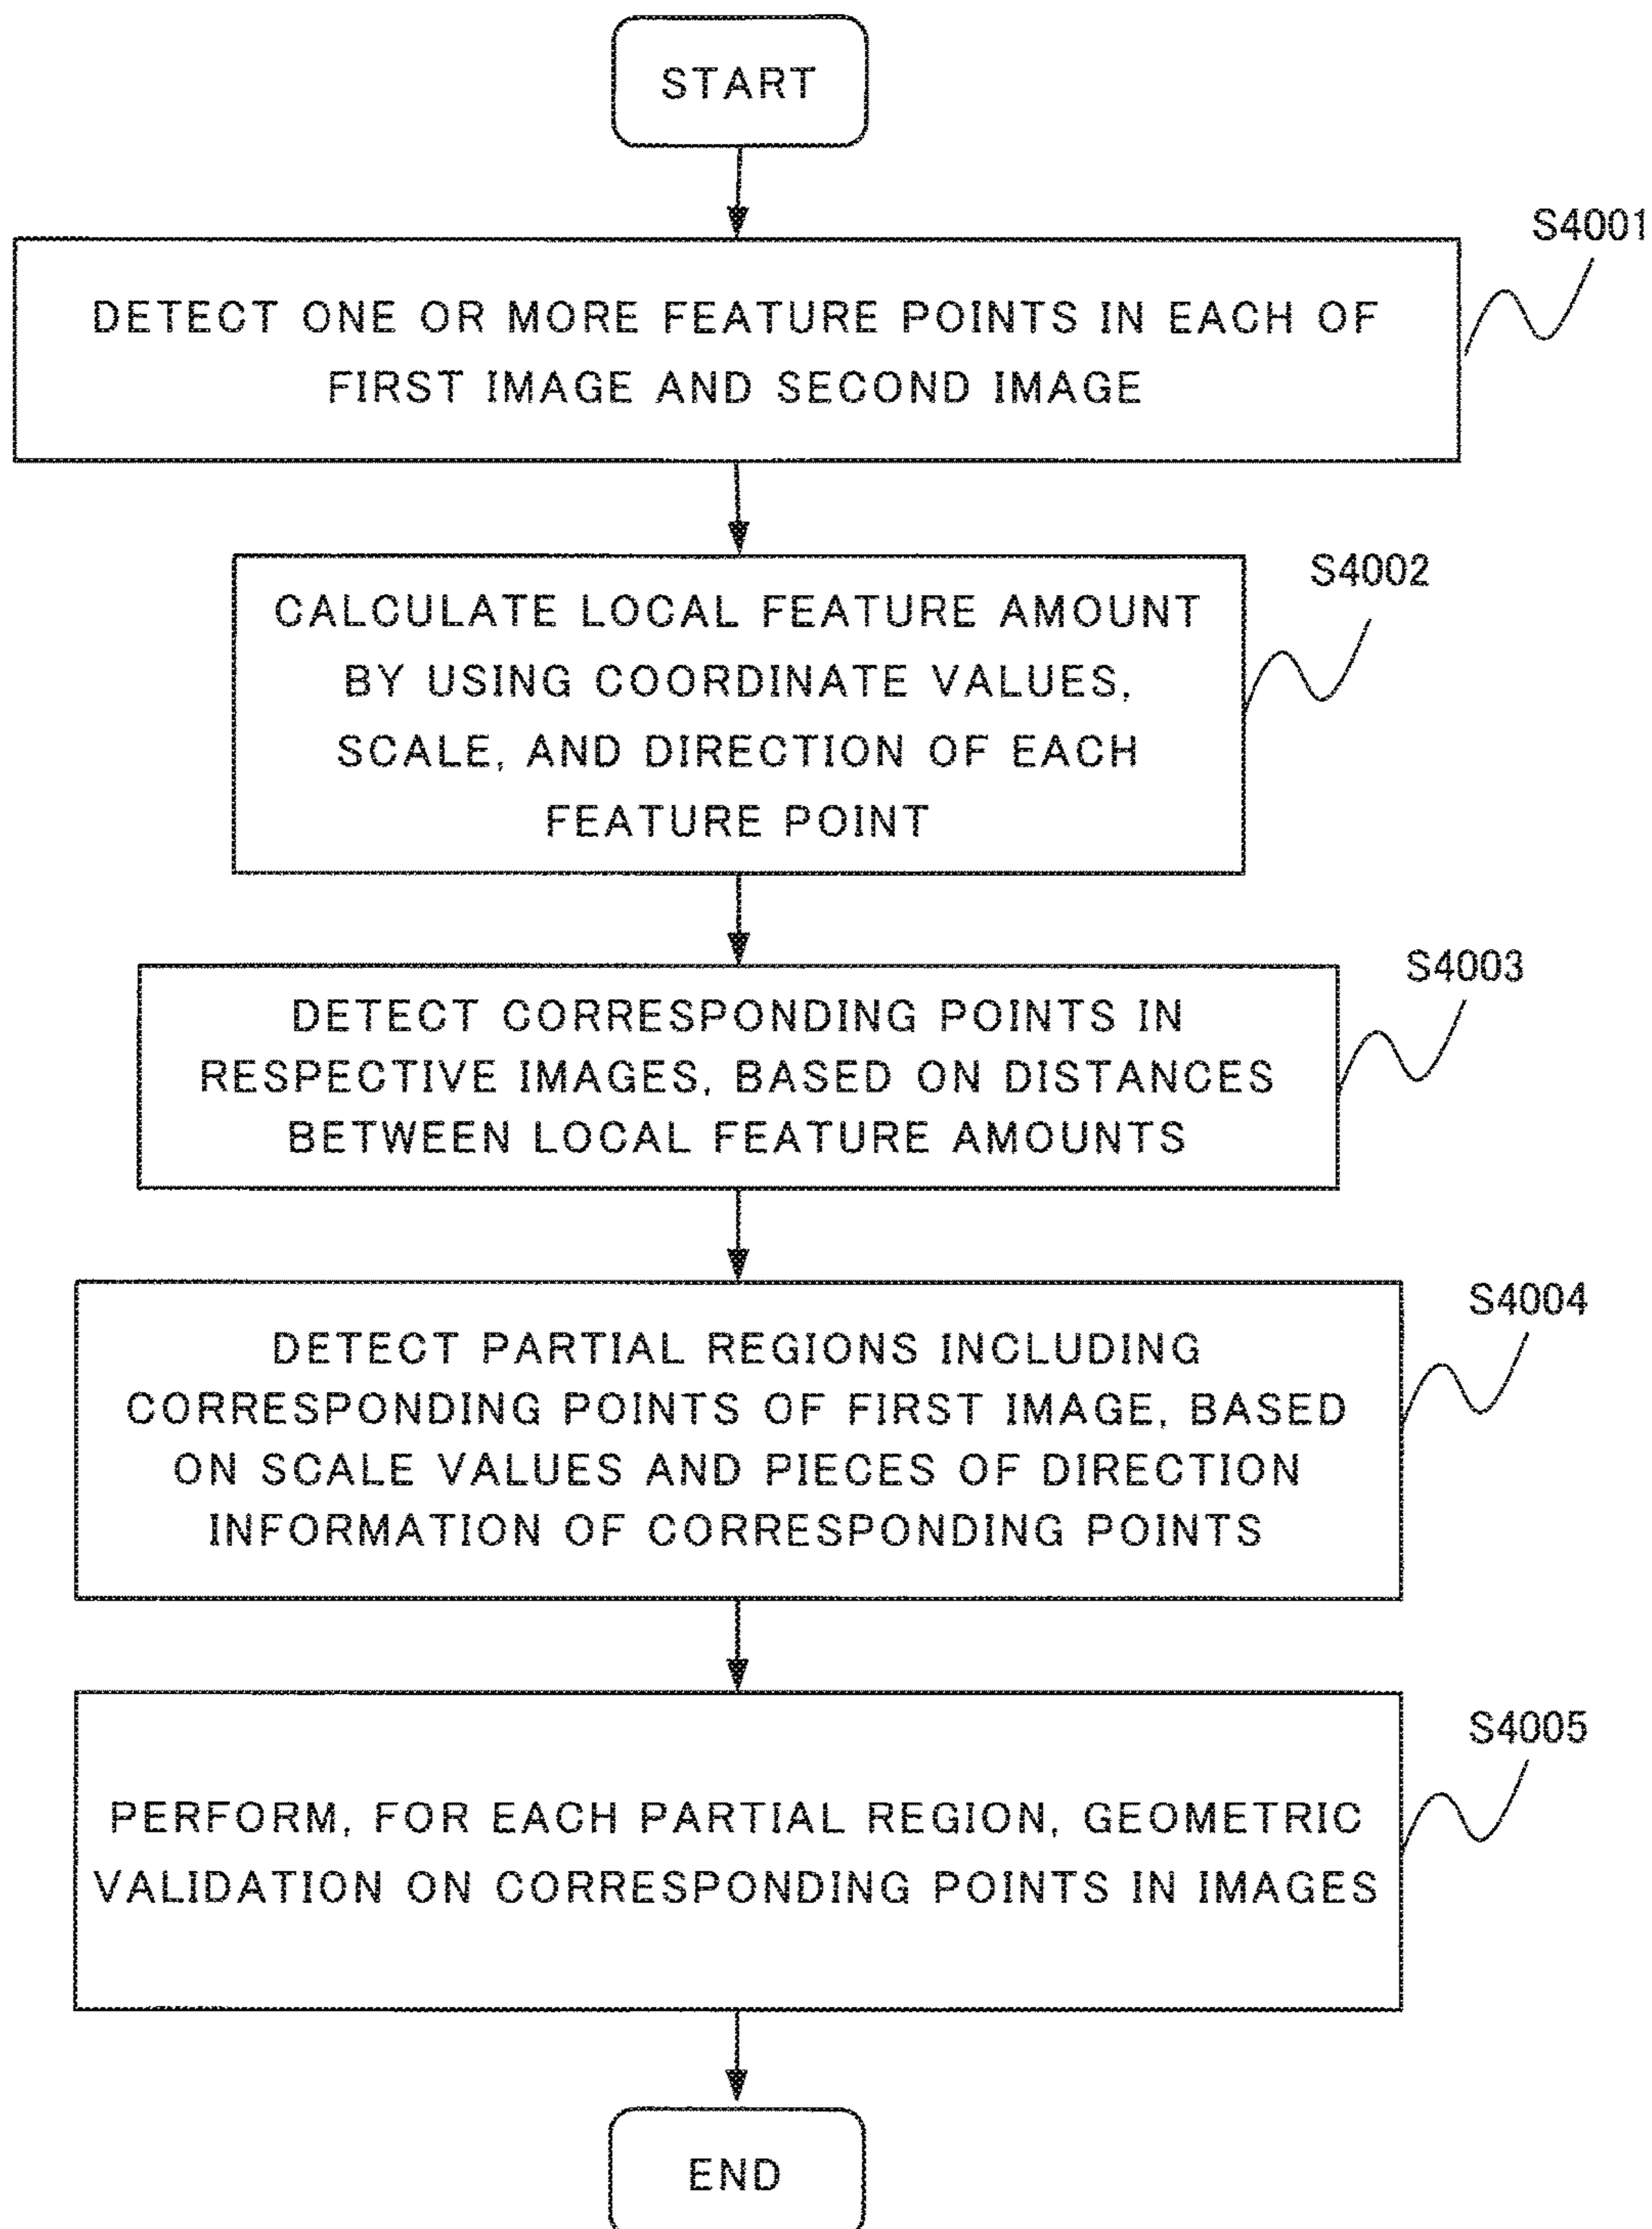 START
S4001
DETECT ONE OR MORE FEATURE POINTS IN EACH OF
FIRST IMAGE AND SECOND IMAGE
S4002
CALCULATE LOCAL FEATURE AMOUNT
BY USING COORDINATE VALUES,
SCALE, AND DIRECTION OF EACH
FEATURE POINT
S4003
DETECT CORRESPONDING POINTS IN
RESPECTIVE IMAGES, BASED ON DISTANCES
BETWEEN LOCAL FEATURE AMOUNTS
S4004
DETECT PARTIAL REGIONS INCLUDING
CORRESPONDING POINTS OF FIRST IMAGE, BASED
ON SCALE VALUES AND PIECES OF DIRECTION
INFORMATION OF CORRESPONDING POINTS
S4005
PERFORM, FOR EACH PARTIAL REGION, GEOMETRIC
VALIDATION ON CORRESPONDING POINTS IN IMAGES
END